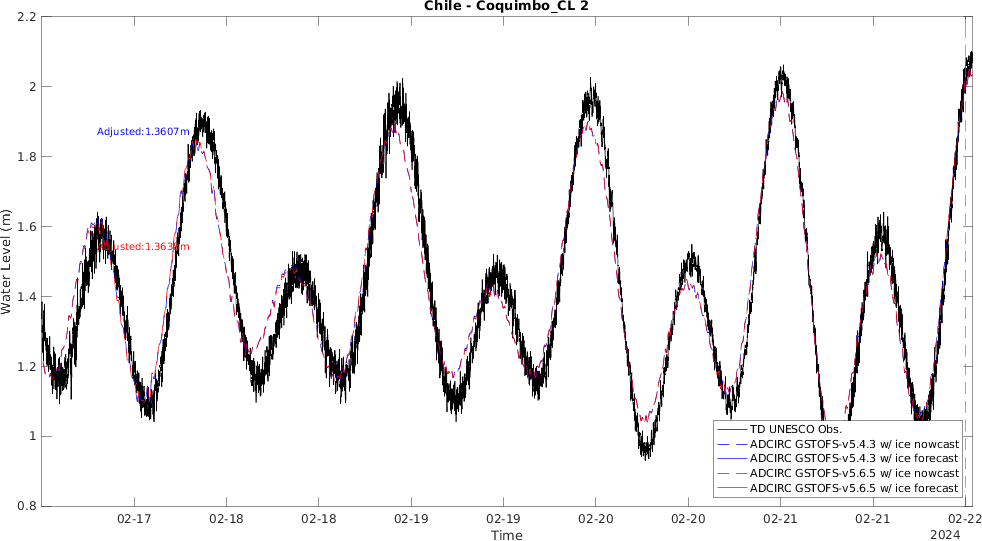 Chile - Coquimbo_CL 2
2.2
2
1.8
1.6
1.4
1.2
1
0.8
Water Level (m)
Adjusted:1.3607m
TD UNESCO Obs.
ADCIRC GSTOFS-v5.4.3 w/ ice nowcast
ADCIRC GSTOFS-v5.4.3 w/ ice forecast
ADCIRC GSTOFS-v5.6.5 w/ ice nowcast
ADCIRC GSTOFS-v5.6.5 w/ ice forecast
02-17 02-18 02-18 02-19 02-19 02-20 02-20 02-21 02-21 02-22
Time
2024